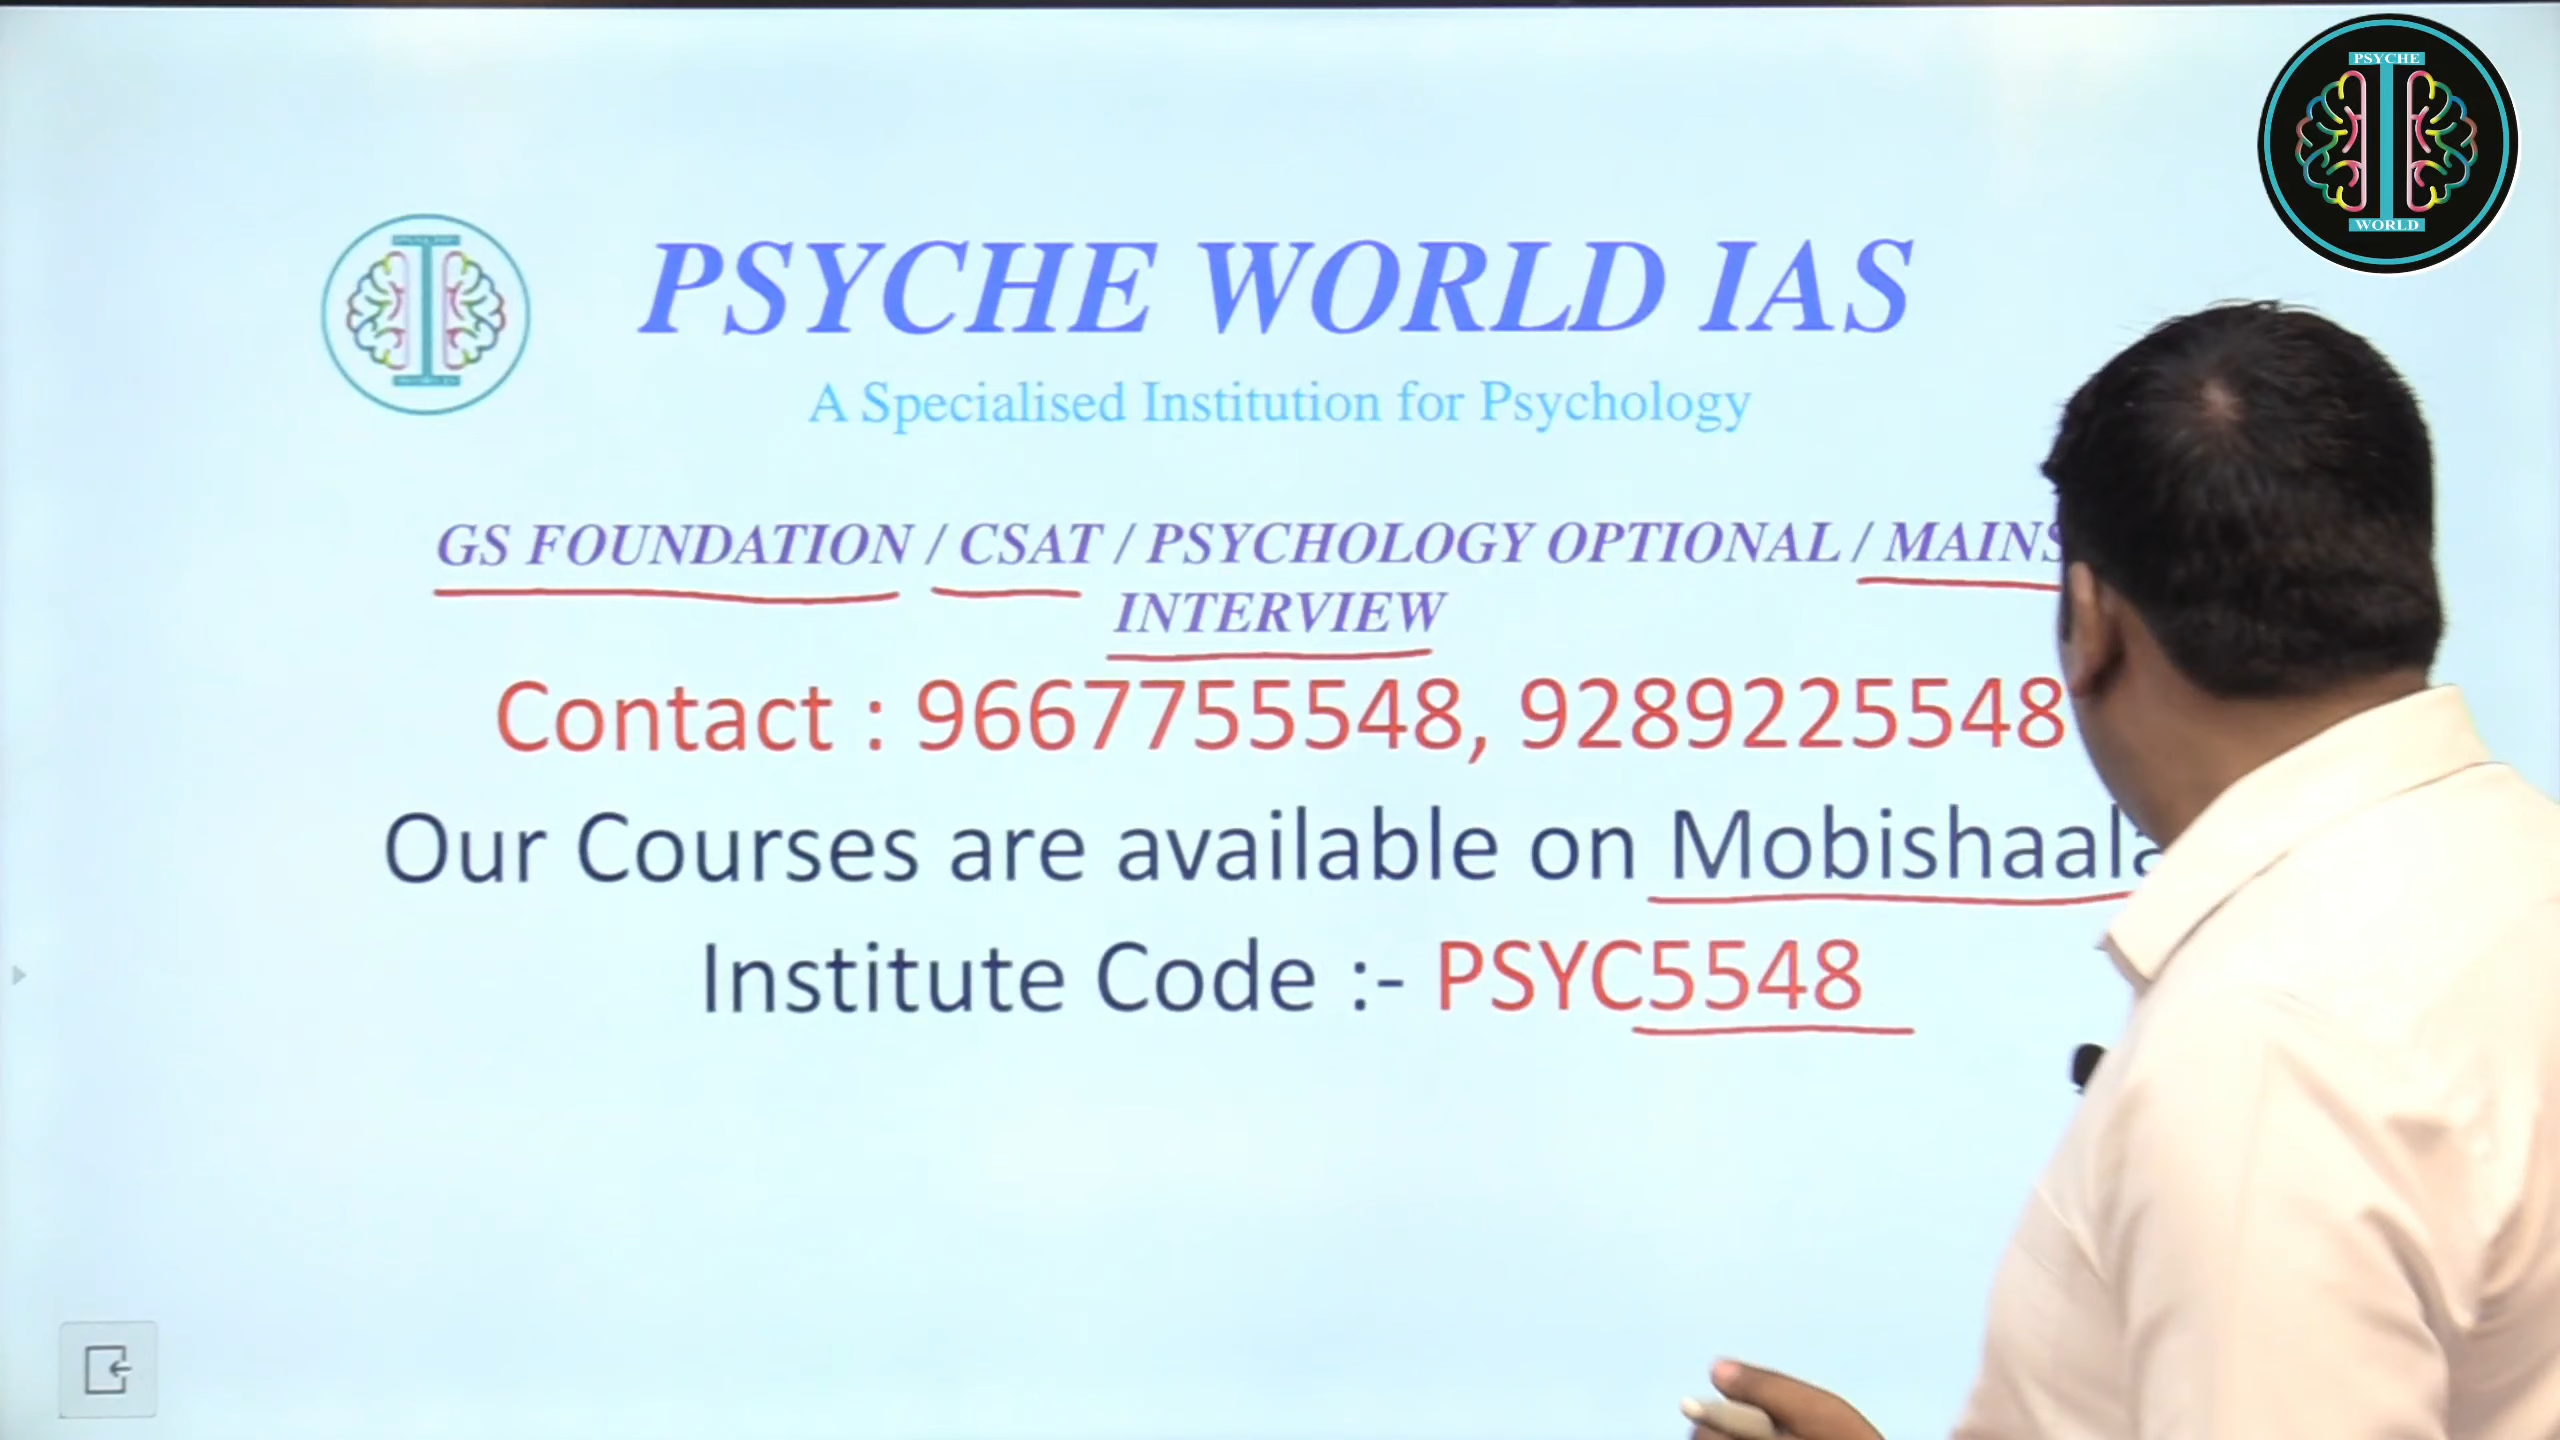 PSYCHE
WORLD
PSYCHE WORLD IAS
A Specialised Institution for Psychology
GS FOUNDATION / CSAT / PSYCHOLOGY OPTIONAL / MAINS
INTERVIEW
Contact : 9667755548, 9289225548
Our Courses are available on Mobishaala
Institute Code :- PSYC5548